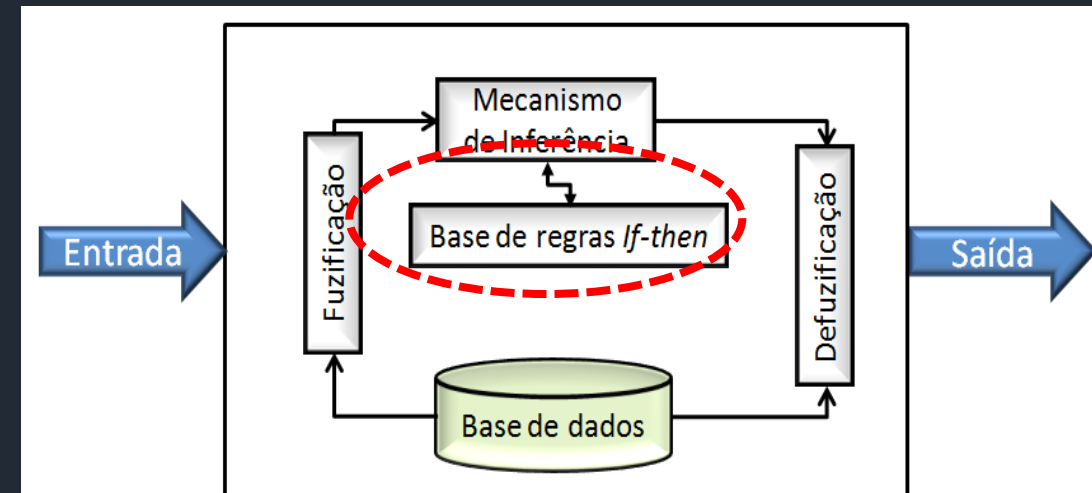 Mecanismo
de Inferência
Fuzificação
Base de regras If-then
Defuzificação
Entrada
Saída
Base de dados